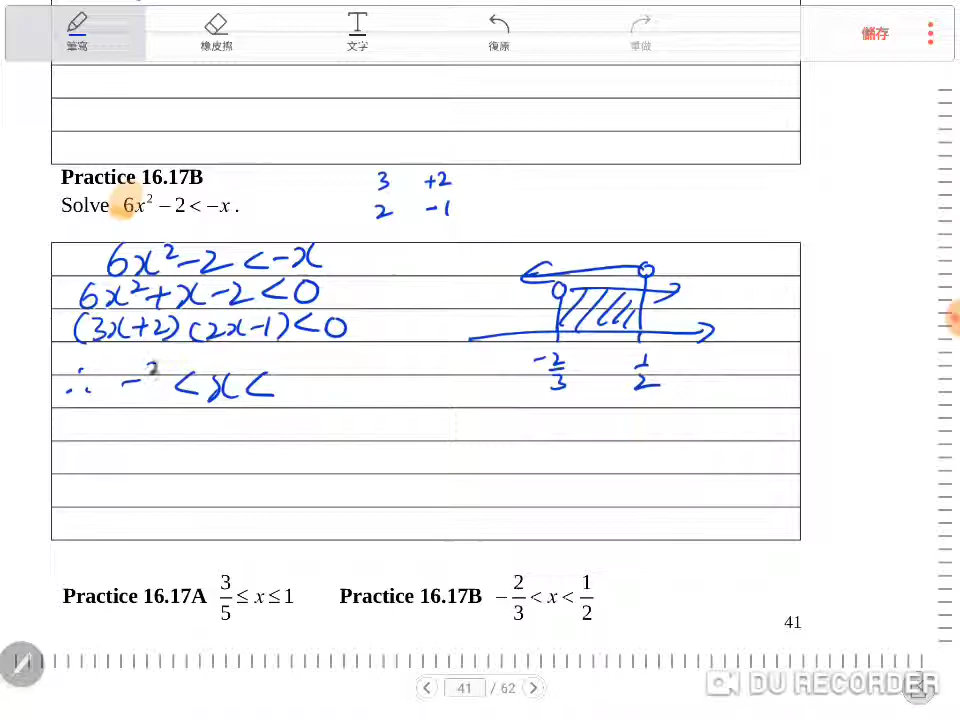 筆寫 橡皮擦 文字 復原 重做 儲存
Practice 16.17B
Solve 6x² − 2 < −x .
3 +2
2 −1
6x²−2<−x
6x²+x−2<0
(3x+2)(2x−1)<0
−2/3 1/2
∴ −2 <x<
Practice 16.17A 3/5 ≤ x ≤ 1 Practice 16.17B −2/3 < x < 1/2
41
41 / 62
DU RECORDER